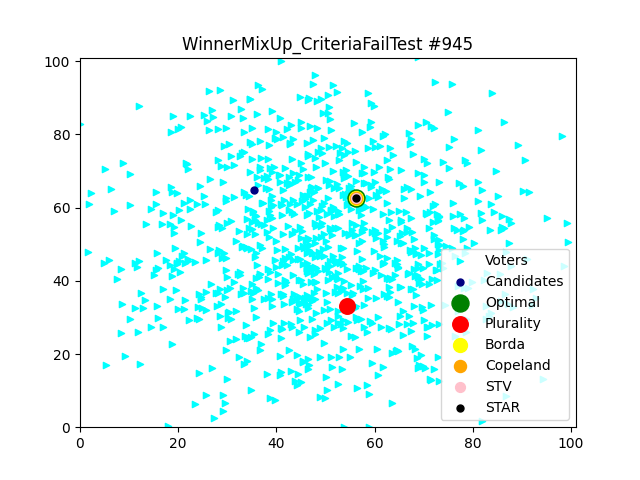 WinnerMixUp_CriteriaFailTest #945
100
80
60
40
20
0
0
20
40
60
80
100
Voters
Candidates
Optimal
Plurality
Borda
Copeland
STV
STAR